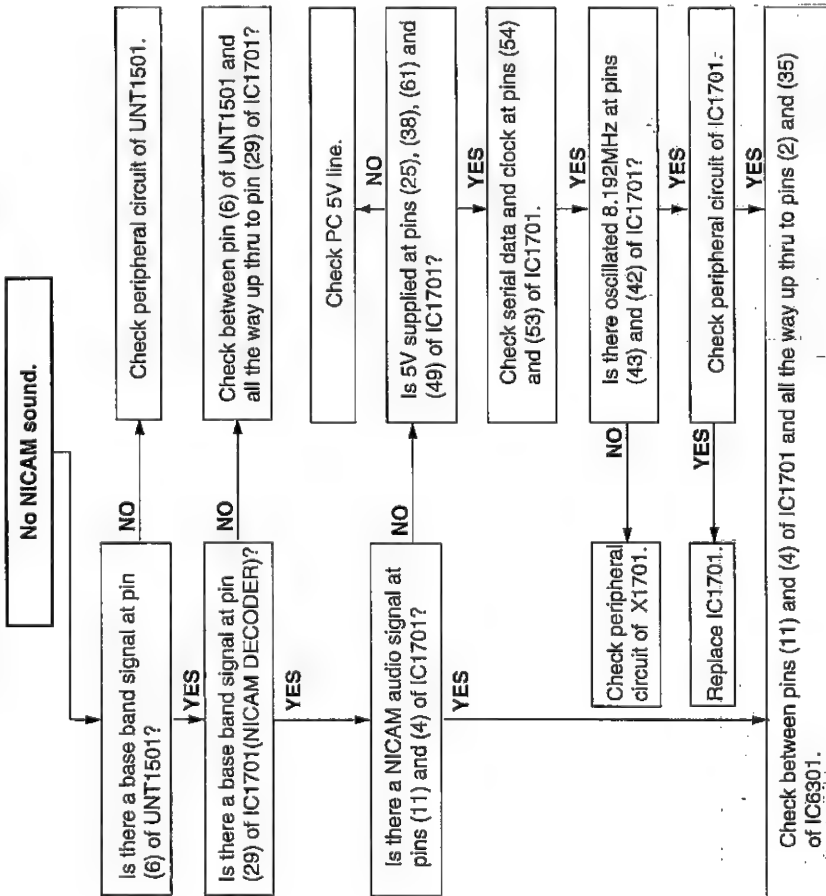 No NICAM sound.
Is there a base band signal at pin
(6) of UNT1501?
NO
Check peripheral circuit of UNT1501.
YES
Is there a base band signal at pin
(29) of IC1701(NICAM DECODER)?
NO
Check between pin (6) of UNT1501 and
all the way up thru to pin (29) of IC1701?
YES
Is there a NICAM audio signal at
pins (11) and (4) of IC1701?
NO
Is 5V supplied at pins (25), (38), (61) and
(49) of IC1701?
NO
Check PC 5V line.
YES
Check serial data and clock at pins (54)
and (53) of IC1701.
YES
Is there oscillated 8.192MHz at pins
(43) and (42) of IC1701?
NO
Check peripheral
circuit of X1701.
YES
Check peripheral circuit of IC1701.
YES
Replace IC1701.
YES
YES
Check between pins (11) and (4) of IC1701 and all the way up thru to pins (2) and (35)
of IC6301.